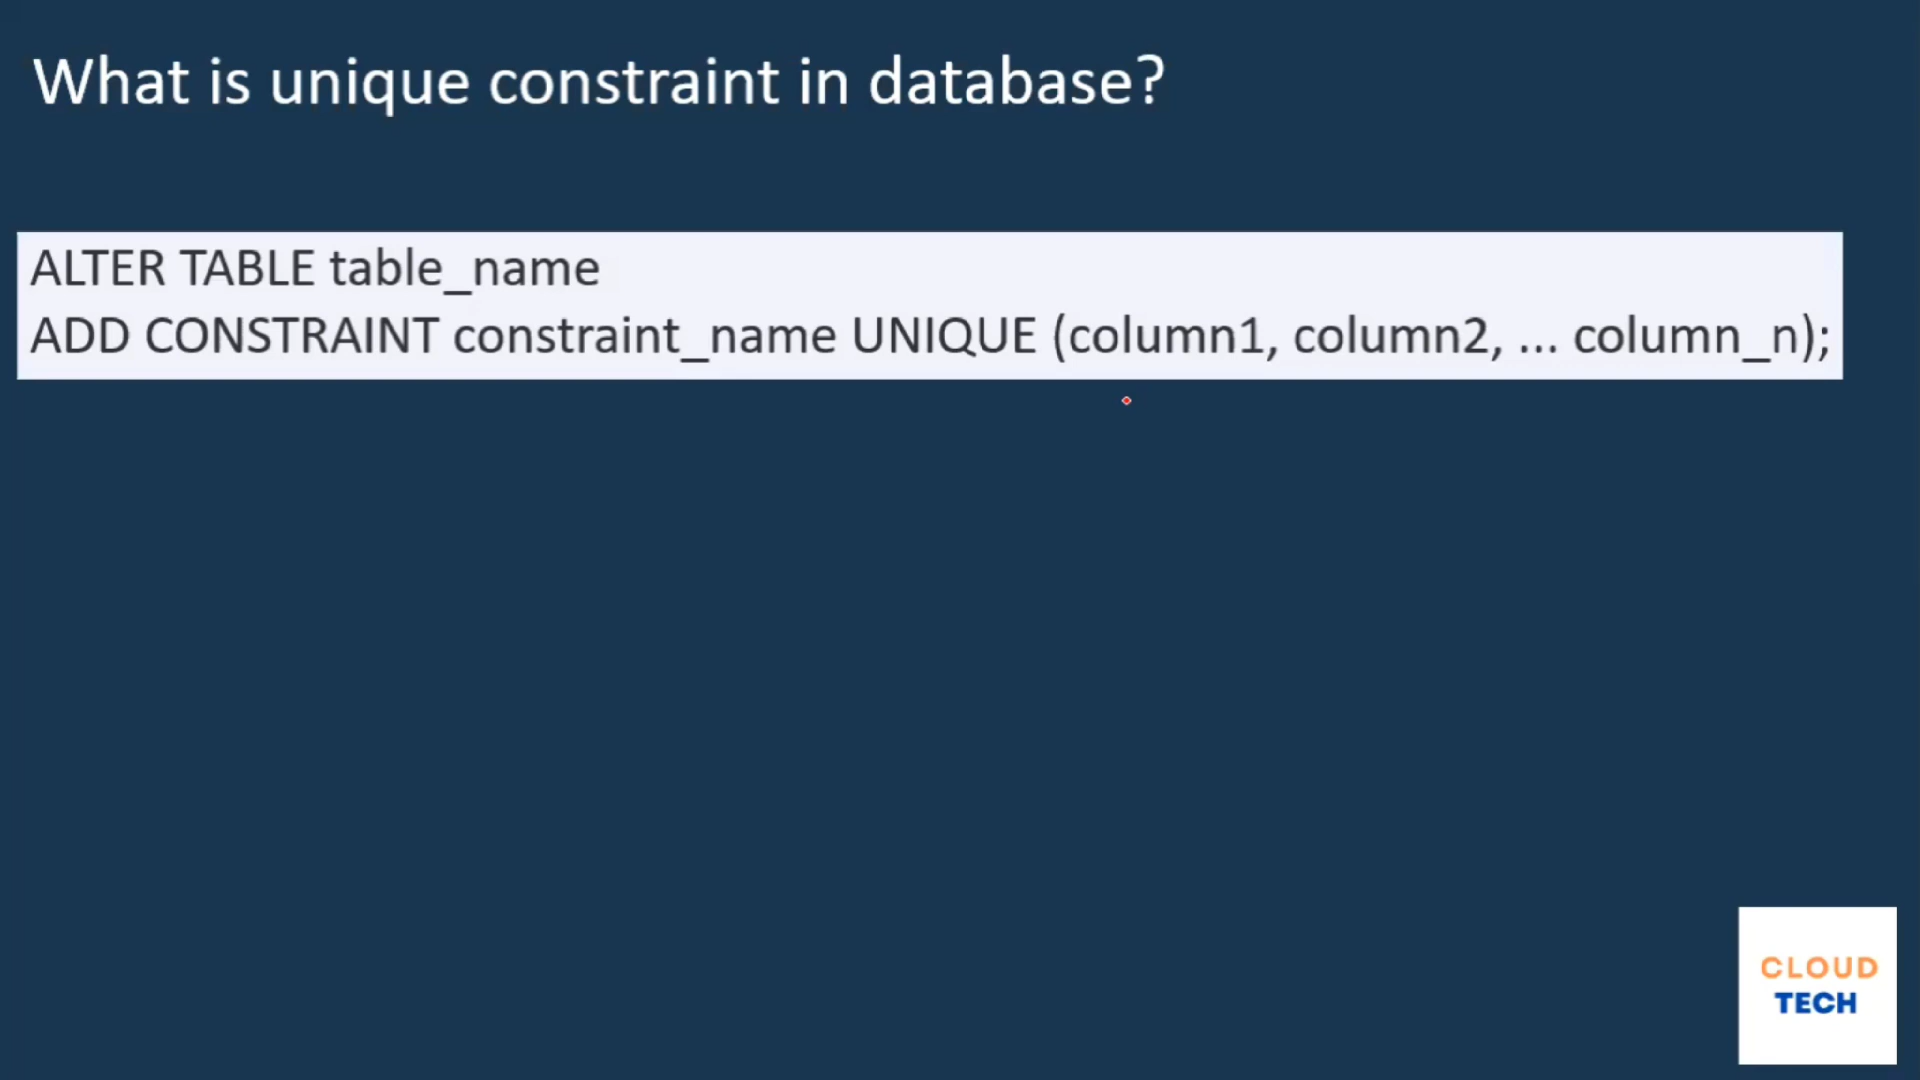 What is unique constraint in database?
ALTER TABLE table_name
ADD CONSTRAINT constraint_name UNIQUE (column1, column2, ... column_n);
CLOUD
TECH